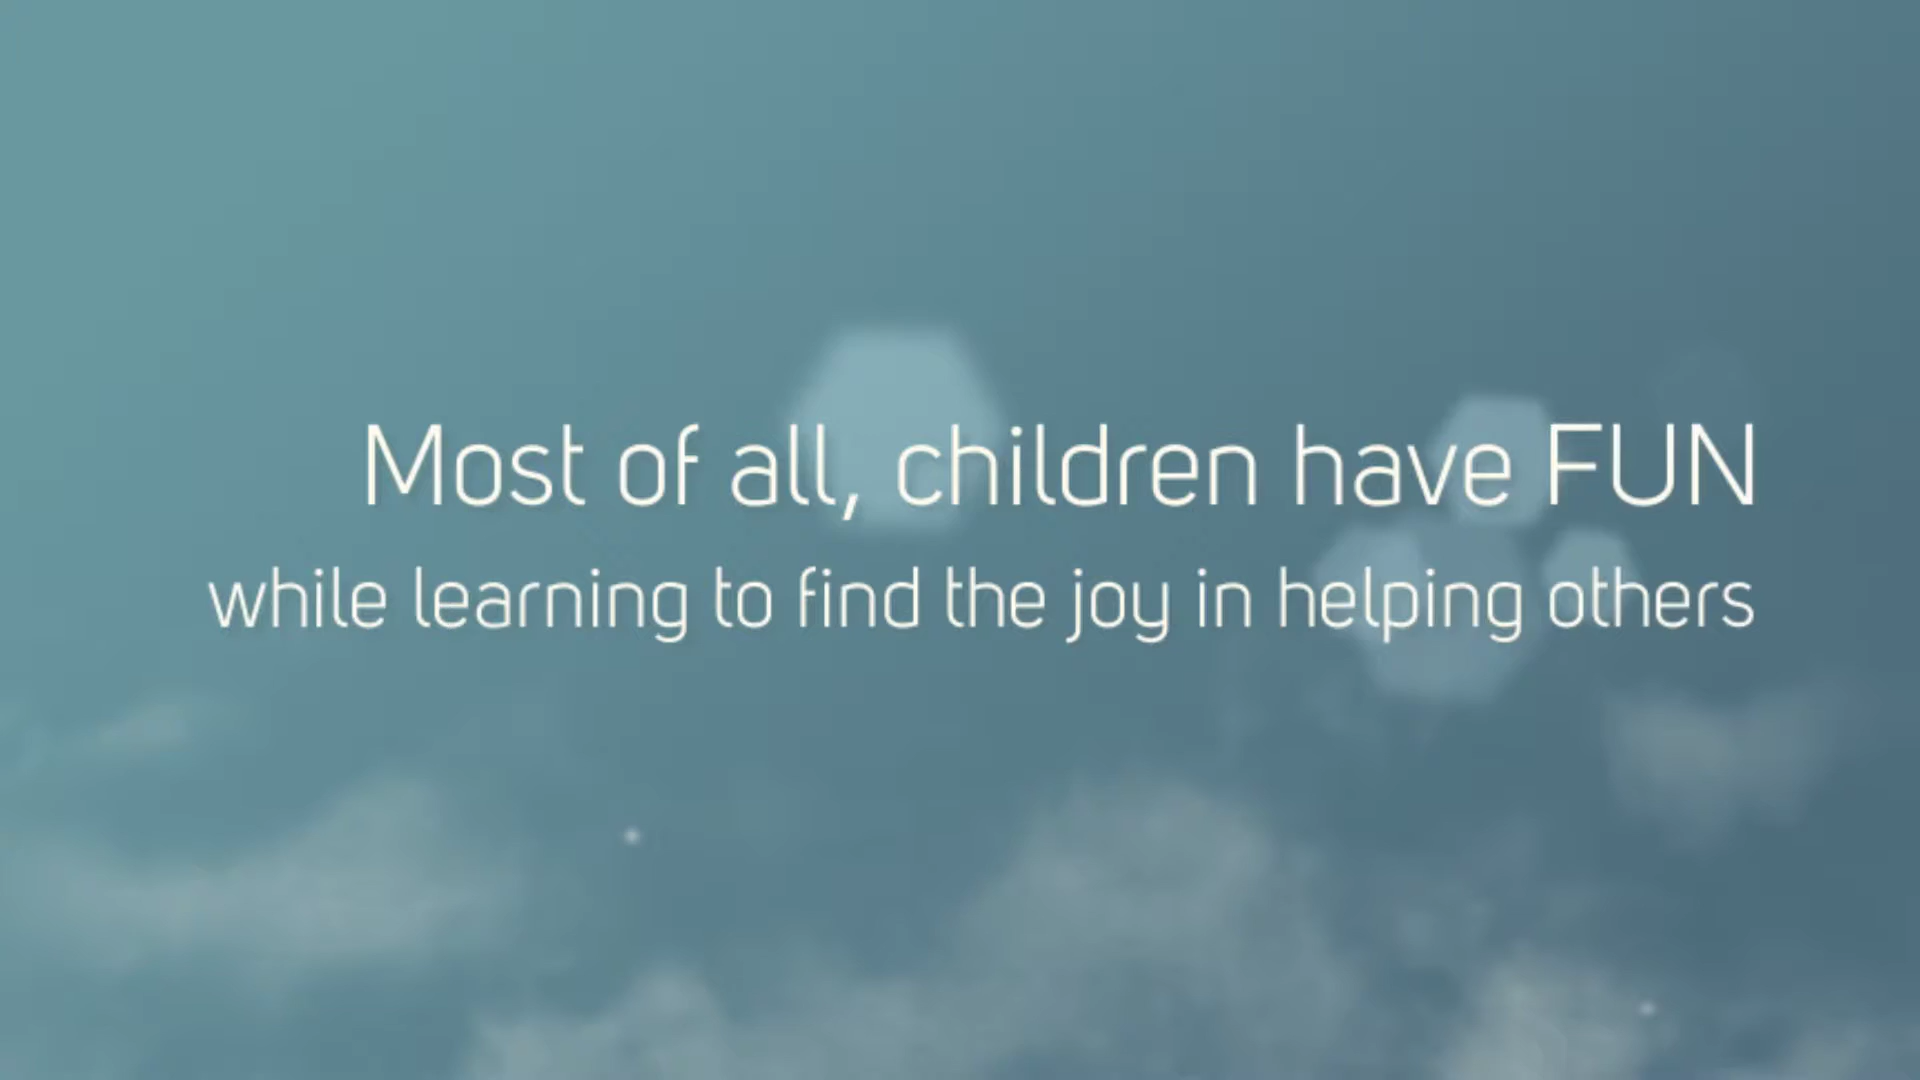 Most of all, children have FUN
while learning to find the joy in helping others